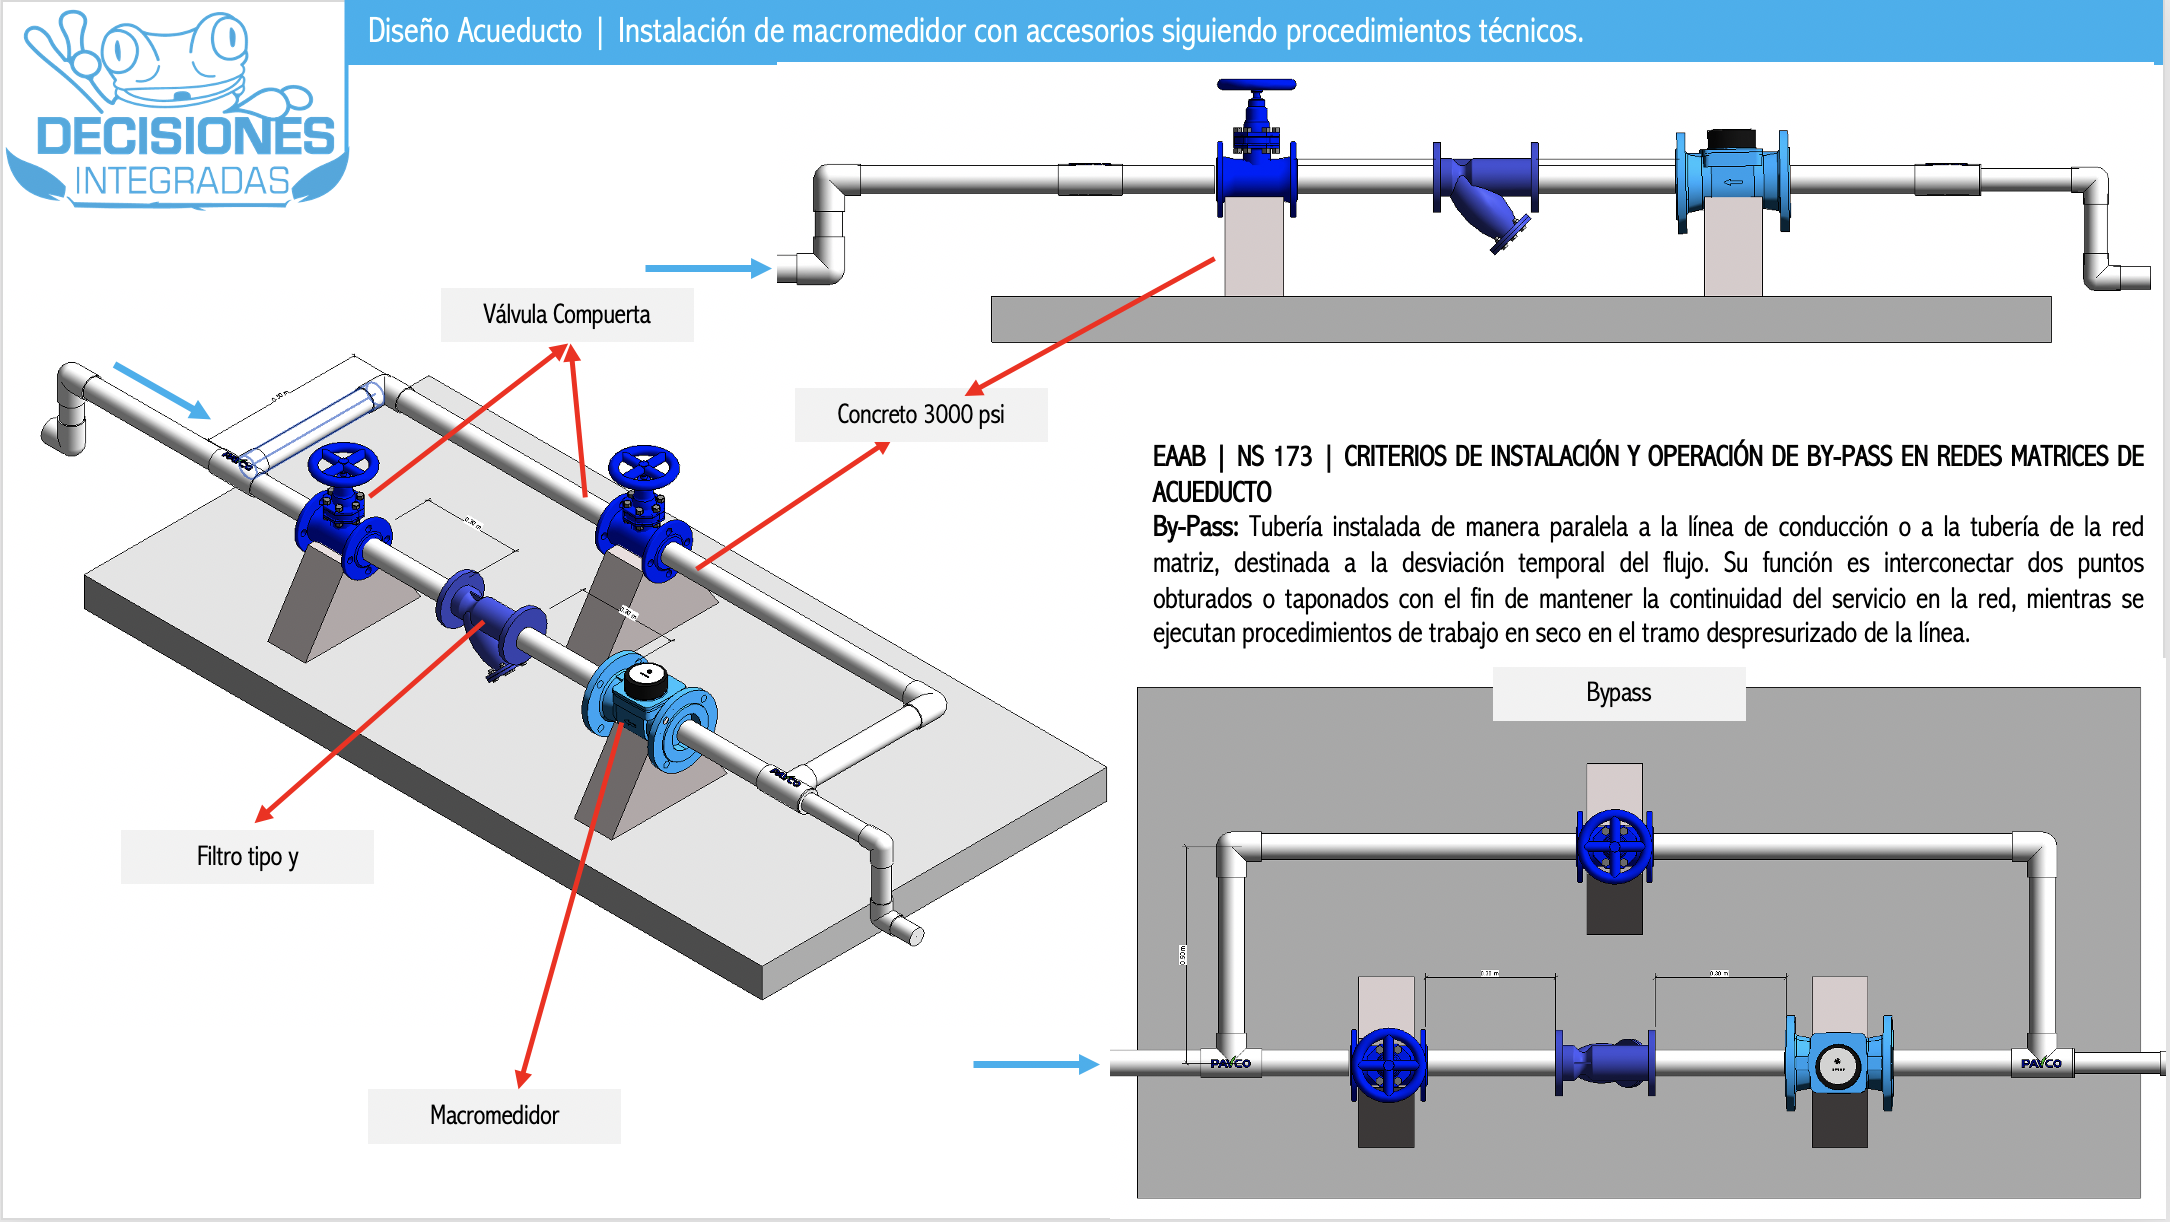 Diseño Acueducto | Instalación de macromedidor con accesorios siguiendo procedimientos técnicos.
DECISIONES
INTEGRADAS
Válvula Compuerta
Concreto 3000 psi
EAAB | NS 173 | CRITERIOS DE INSTALACIÓN Y OPERACIÓN DE BY-PASS EN REDES MATRICES DE
ACUEDUCTO
By-Pass: Tubería instalada de manera paralela a la línea de conducción o a la tubería de la red
matriz, destinada a la desviación temporal del flujo. Su función es interconectar dos puntos
obturados o taponados con el fin de mantener la continuidad del servicio en la red, mientras se
ejecutan procedimientos de trabajo en seco en el tramo despresurizado de la línea.
PAVCO
Filtro tipo y
Macromedidor
Bypass
0.30 m
PAVCO
PAVCO